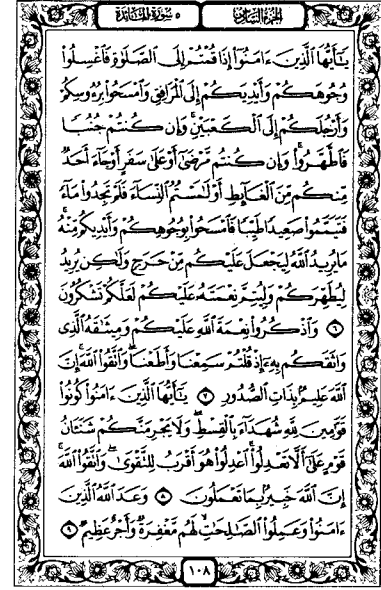 الجزء السادس
٥ سورة المائدة
يَٰٓأَيُّهَا ٱلَّذِينَ ءَامَنُوٓا۟ إِذَا قُمْتُمْ إِلَى ٱلصَّلَوٰةِ فَٱغْسِلُوا۟
وُجُوهَكُمْ وَأَيْدِيَكُمْ إِلَى ٱلْمَرَافِقِ وَٱمْسَحُوا۟ بِرُءُوسِكُمْ
وَأَرْجُلَكُمْ إِلَى ٱلْكَعْبَيْنِ ۚ وَإِن كُنتُمْ جُنُبًا
فَٱطَّهَّرُوا۟ ۚ وَإِن كُنتُم مَّرْضَىٰٓ أَوْ عَلَىٰ سَفَرٍ أَوْ جَآءَ أَحَدٌ
مِّنكُم مِّنَ ٱلْغَآئِطِ أَوْ لَٰمَسْتُمُ ٱلنِّسَآءَ فَلَمْ تَجِدُوا۟ مَآءً
فَتَيَمَّمُوا۟ صَعِيدًا طَيِّبًا فَٱمْسَحُوا۟ بِوُجُوهِكُمْ وَأَيْدِيكُم مِّنْهُ ۚ
مَا يُرِيدُ ٱللَّهُ لِيَجْعَلَ عَلَيْكُم مِّنْ حَرَجٍ وَلَٰكِن يُرِيدُ
لِيُطَهِّرَكُمْ وَلِيُتِمَّ نِعْمَتَهُۥ عَلَيْكُمْ لَعَلَّكُمْ تَشْكُرُونَ
٦ وَٱذْكُرُوا۟ نِعْمَةَ ٱللَّهِ عَلَيْكُمْ وَمِيثَٰقَهُ ٱلَّذِى
وَاثَقَكُم بِهِۦٓ إِذْ قُلْتُمْ سَمِعْنَا وَأَطَعْنَا ۖ وَٱتَّقُوا۟ ٱللَّهَ ۚ إِنَّ
ٱللَّهَ عَلِيمٌۢ بِذَاتِ ٱلصُّدُورِ ٧ يَٰٓأَيُّهَا ٱلَّذِينَ ءَامَنُوا۟ كُونُوا۟
قَوَّٰمِينَ لِلَّهِ شُهَدَآءَ بِٱلْقِسْطِ ۖ وَلَا يَجْرِمَنَّكُمْ شَنَـَٔانُ
قَوْمٍ عَلَىٰٓ أَلَّا تَعْدِلُوا۟ ۚ ٱعْدِلُوا۟ هُوَ أَقْرَبُ لِلتَّقْوَىٰ ۖ وَٱتَّقُوا۟ ٱللَّهَ ۚ
إِنَّ ٱللَّهَ خَبِيرٌۢ بِمَا تَعْمَلُونَ ٨ وَعَدَ ٱللَّهُ ٱلَّذِينَ
ءَامَنُوا۟ وَعَمِلُوا۟ ٱلصَّٰلِحَٰتِ ۙ لَهُم مَّغْفِرَةٌ وَأَجْرٌ عَظِيمٌ ٩
١٠٨